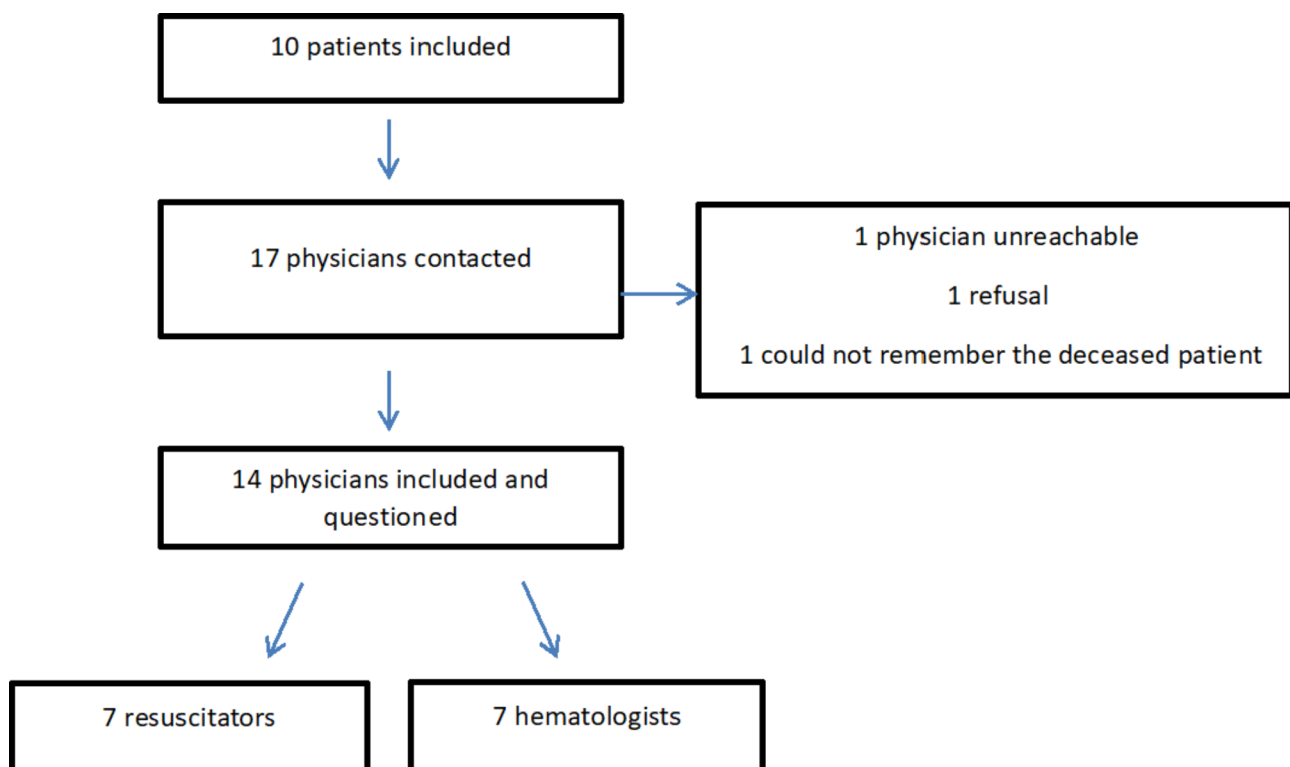 10 patients included
17 physicians contacted
1 physician unreachable
1 refusal
1 could not remember the deceased patient
14 physicians included and
questioned
7 resuscitators
7 hematologists